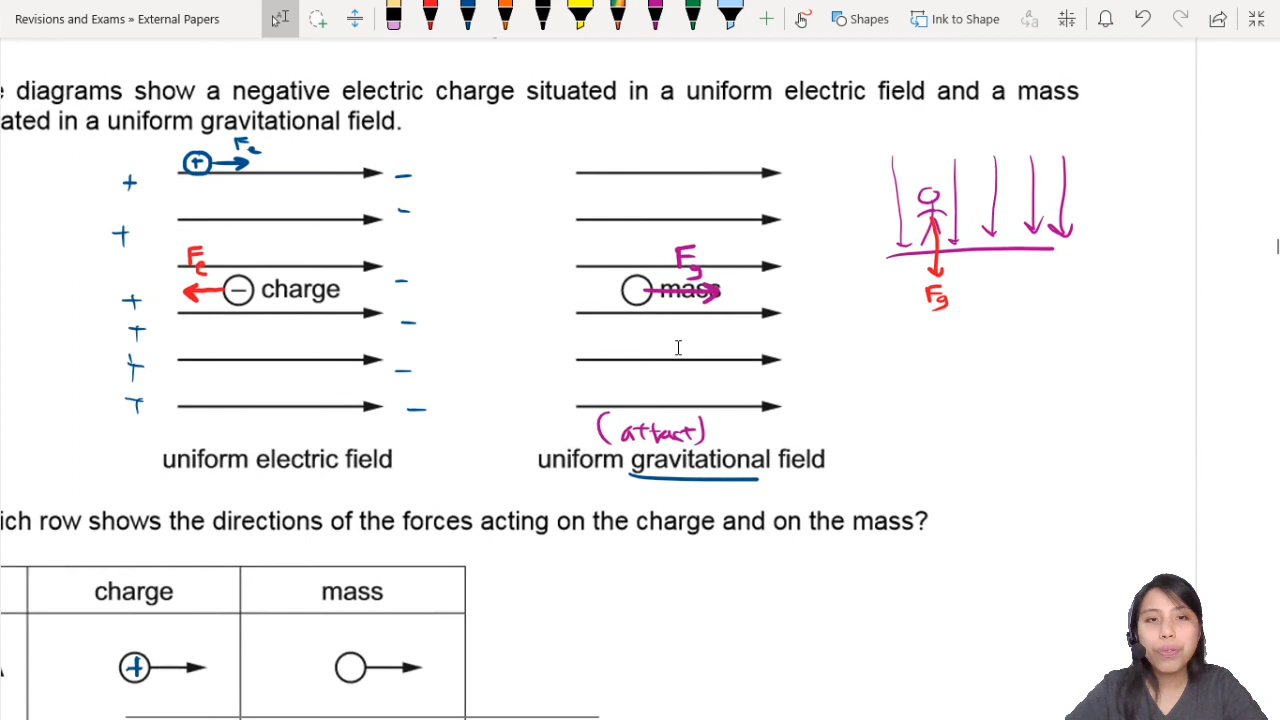 Revisions and Exams » External Papers
Shapes
Ink to Shape
e diagrams show a negative electric charge situated in a uniform electric field and a mass
ated in a uniform gravitational field.
+ Fe
+ −
+ −
Fe
− charge
Fg
mass
+ −
+ −
+ −
+ −
Fg
(attract)
uniform electric field
uniform gravitational field
ich row shows the directions of the forces acting on the charge and on the mass?
charge mass
+